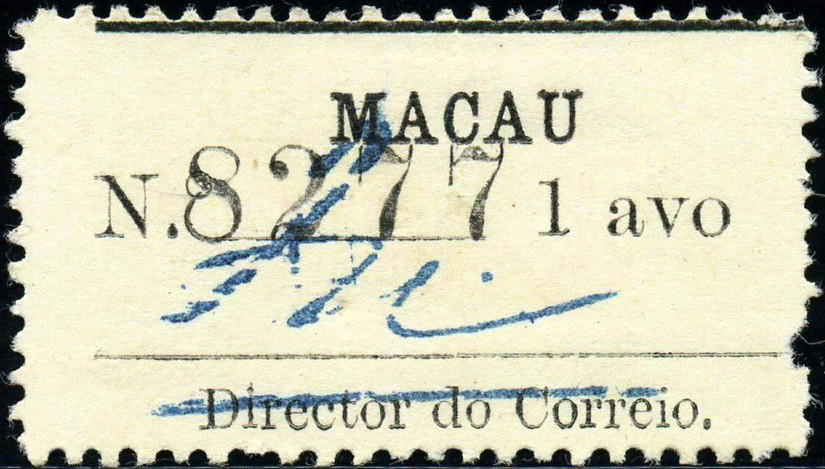 MACAU
N.8277 1 avo
Director do Correio.